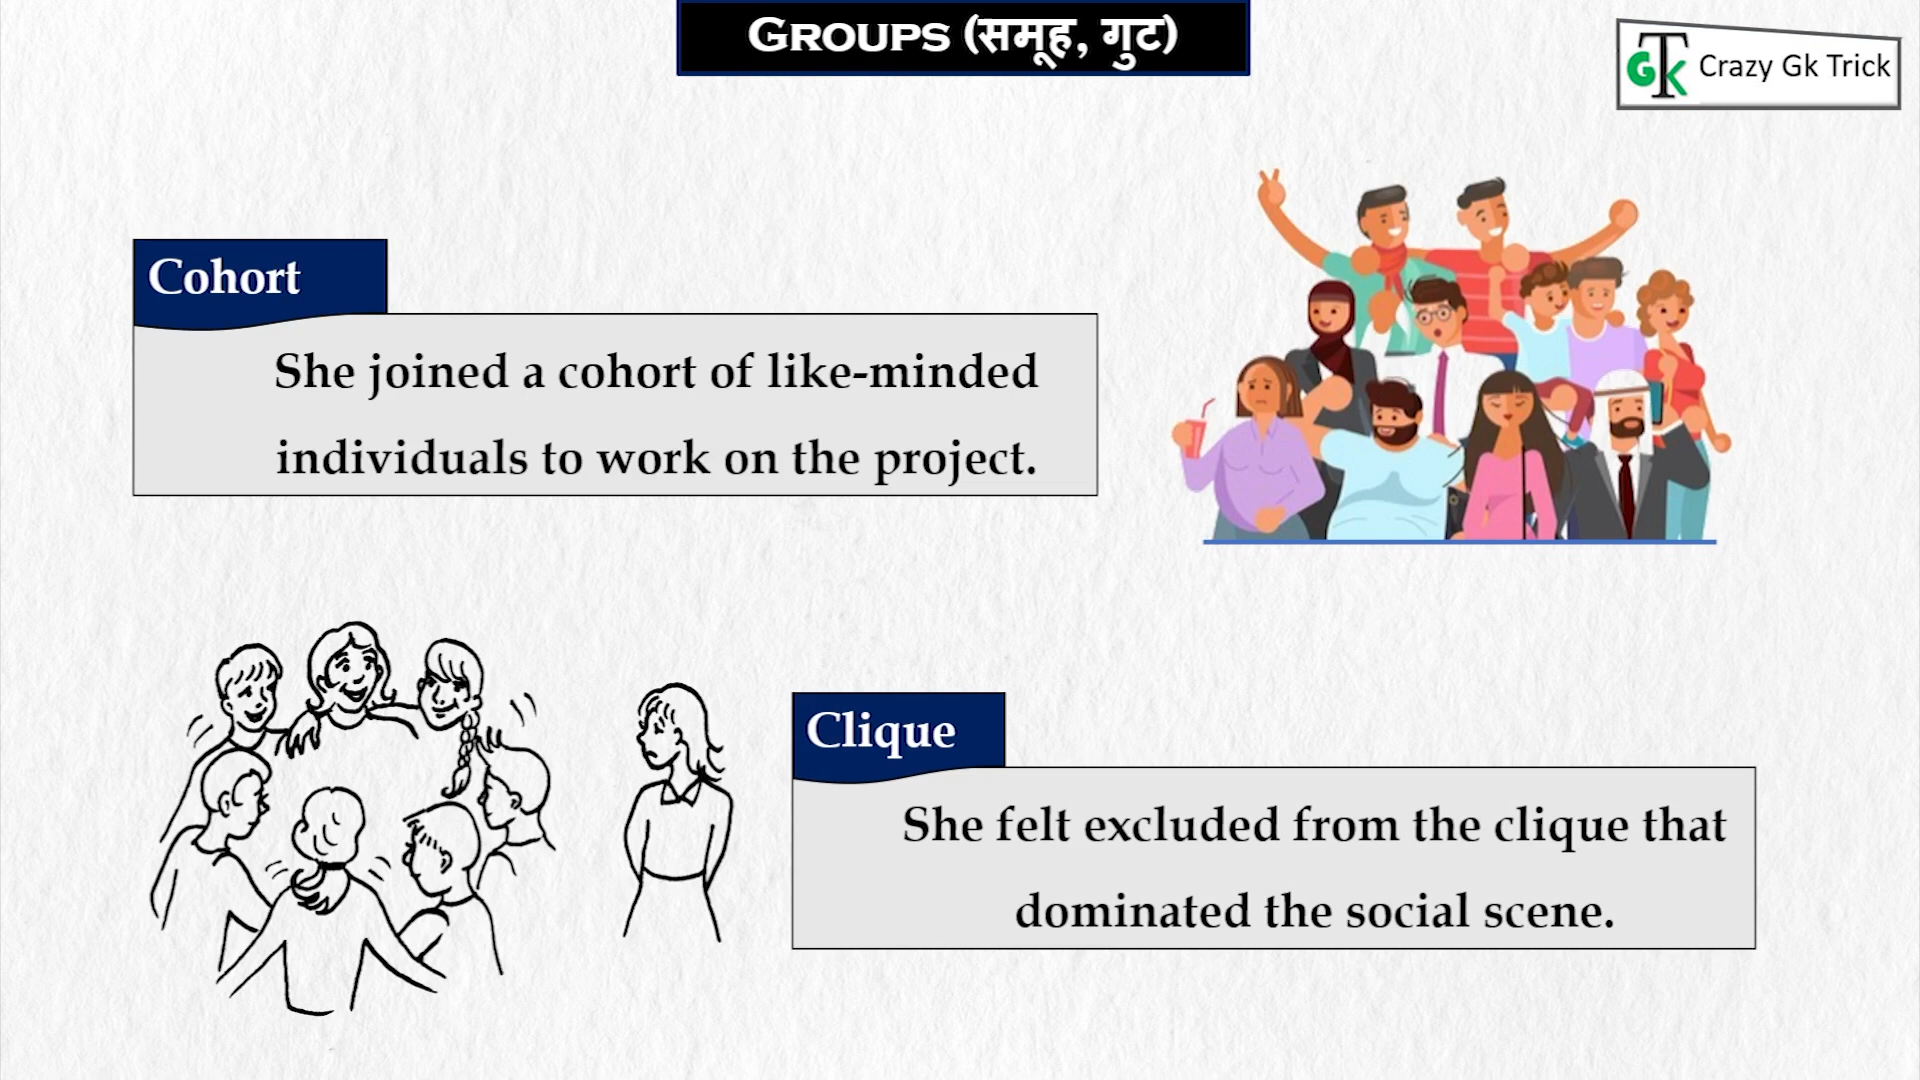 GROUPS (समूह, गुट)
GTK Crazy Gk Trick
Cohort
She joined a cohort of like-minded
individuals to work on the project.
Clique
She felt excluded from the clique that
dominated the social scene.